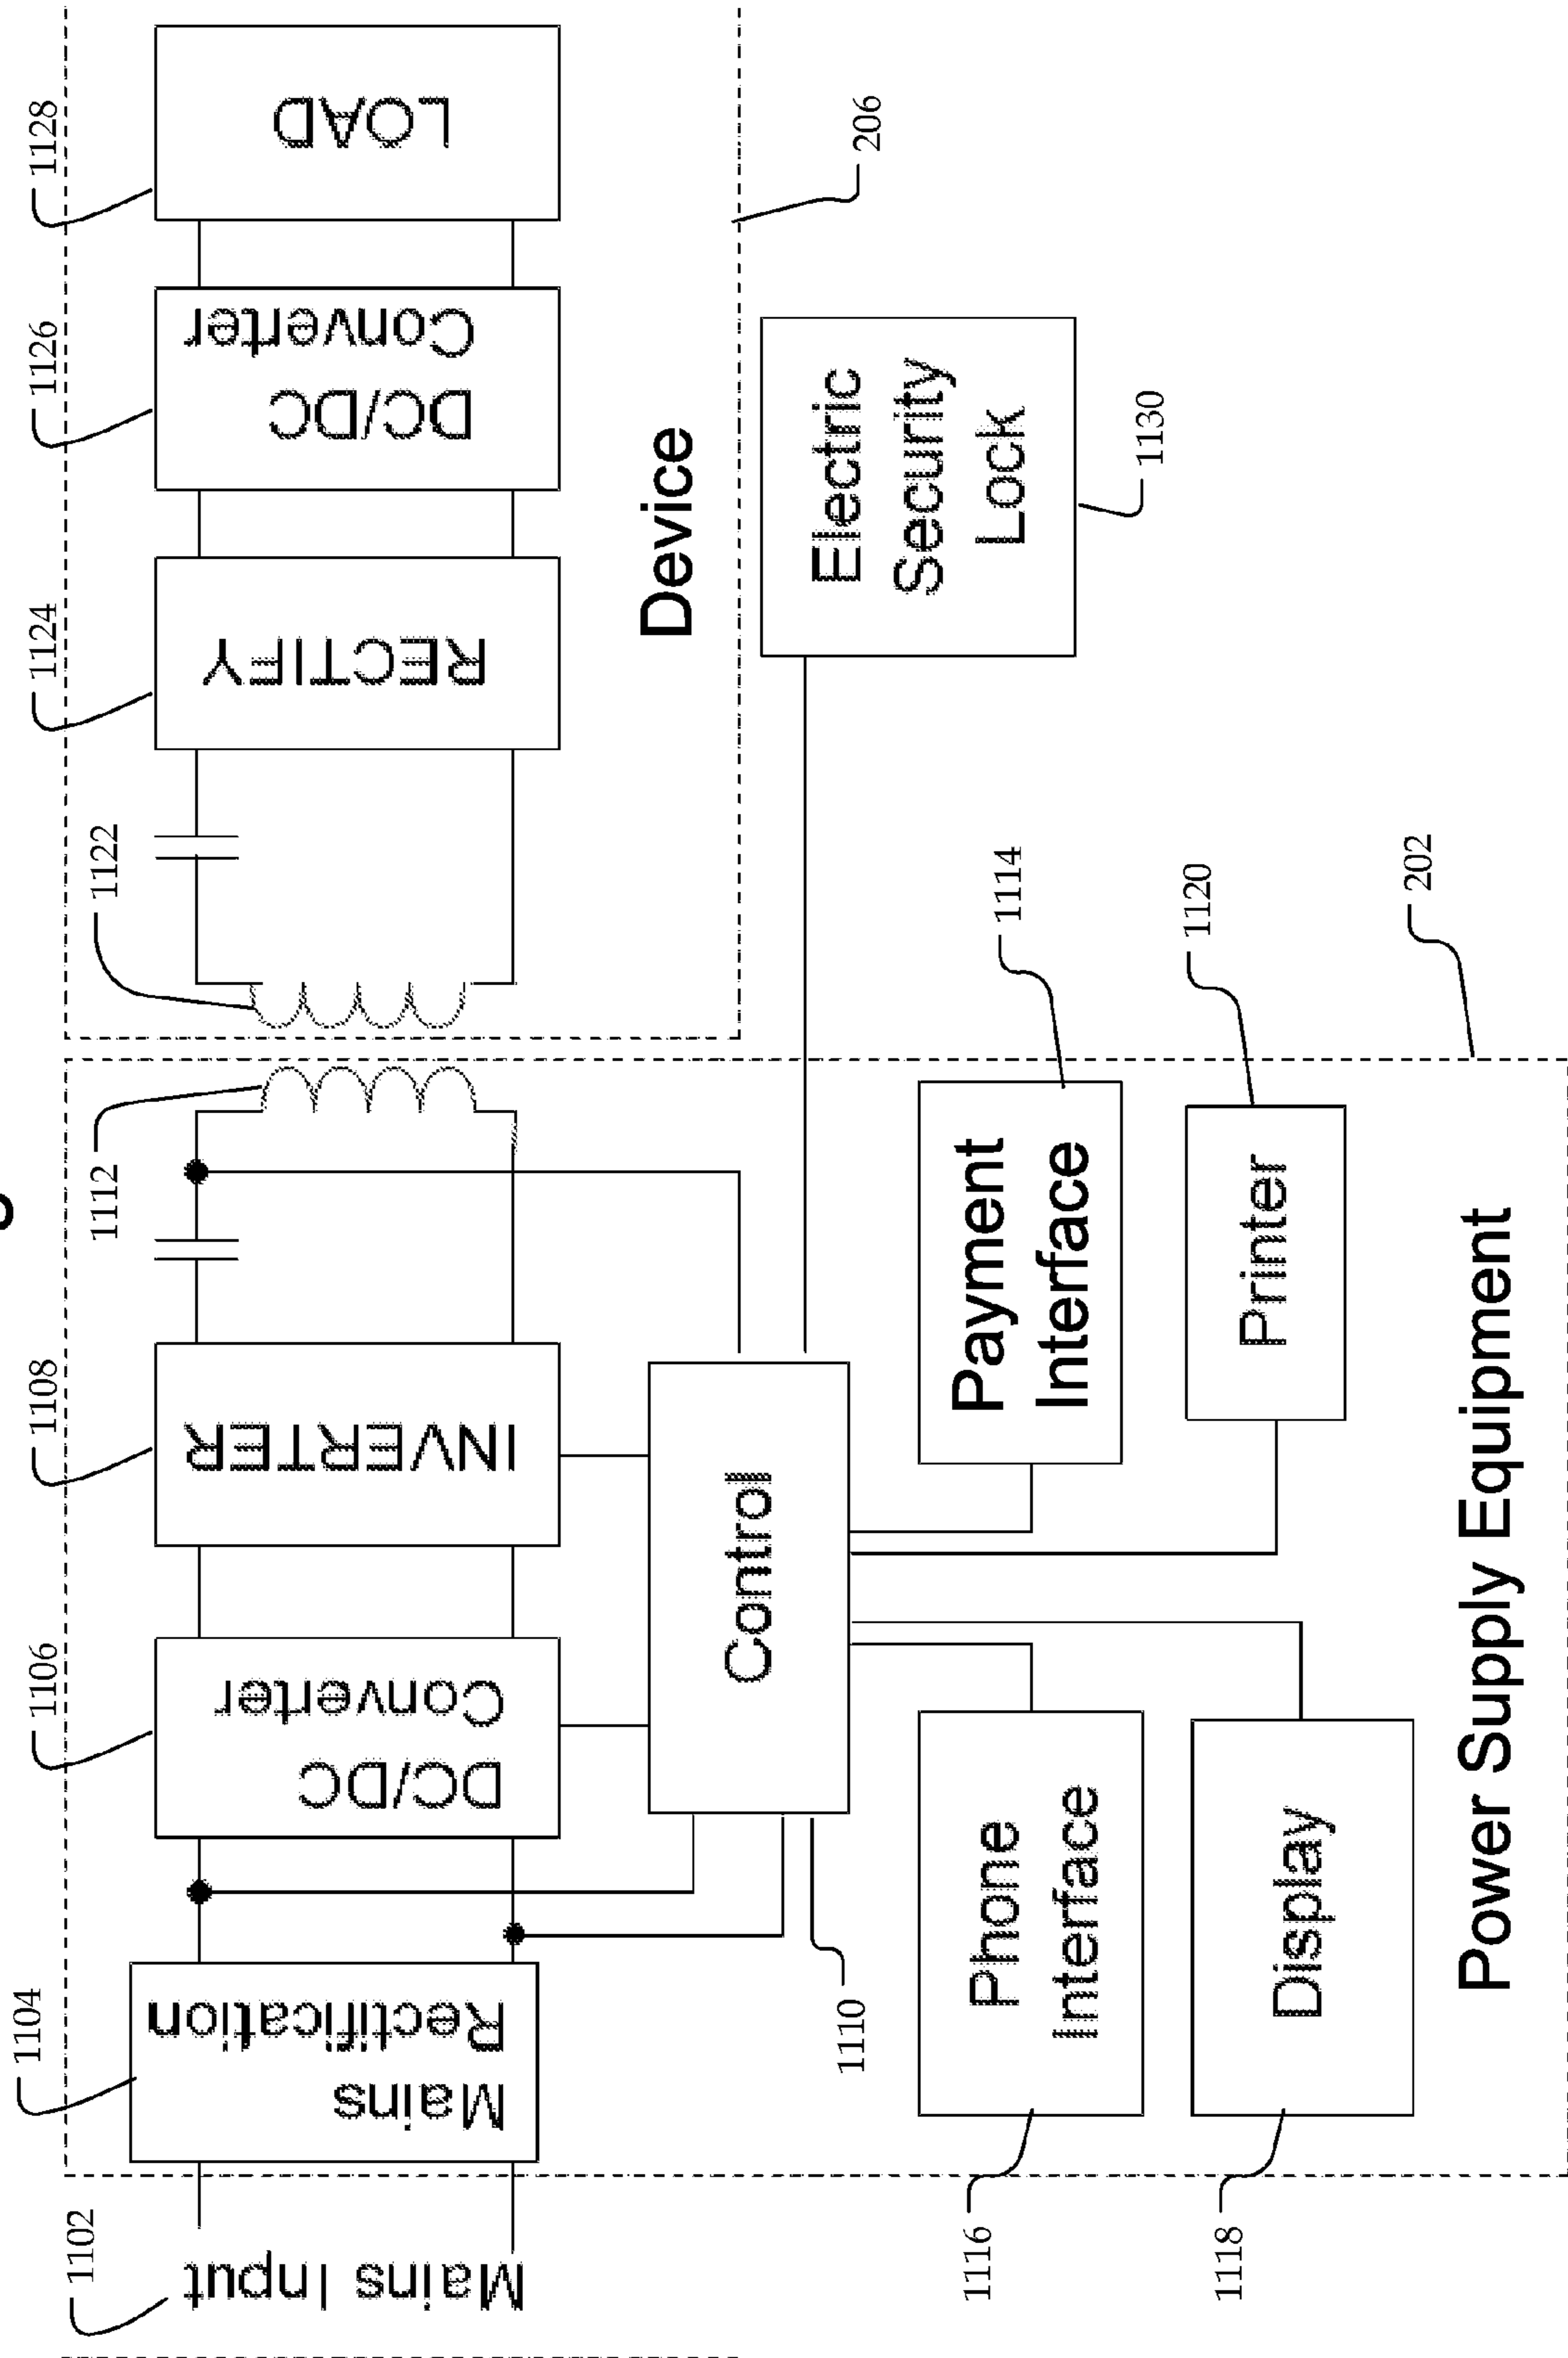 1102
Mains Input
1104
Mains
Rectification
1106
DC/DC
Converter
1108
INVERTER
1112
1122
1124
RECTIFY
1126
DC/DC
Converter
1128
LOAD
Device
206
Control
1110
Electric
Security
Lock
1130
Phone
Interface
1116
Payment
Interface
1114
Display
1118
Printer
1120
Power Supply Equipment
202